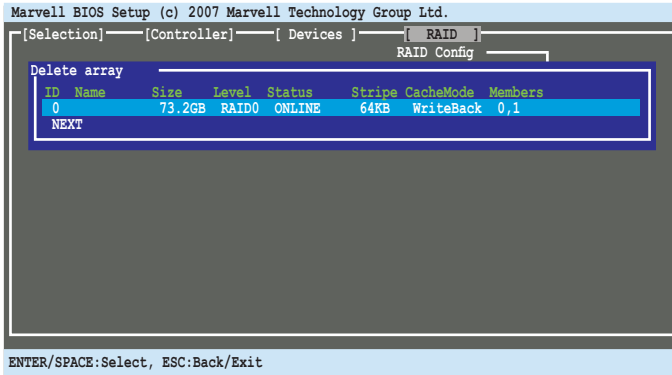 Marvell BIOS Setup (c) 2007 Marvell Technology Group Ltd.
[Selection] [Controller] [ Devices ] [ RAID ]
RAID Config
Delete array
ID Name Size Level Status Stripe CacheMode Members
0 73.2GB RAID0 ONLINE 64KB WriteBack 0,1
NEXT
ENTER/SPACE:Select, ESC:Back/Exit